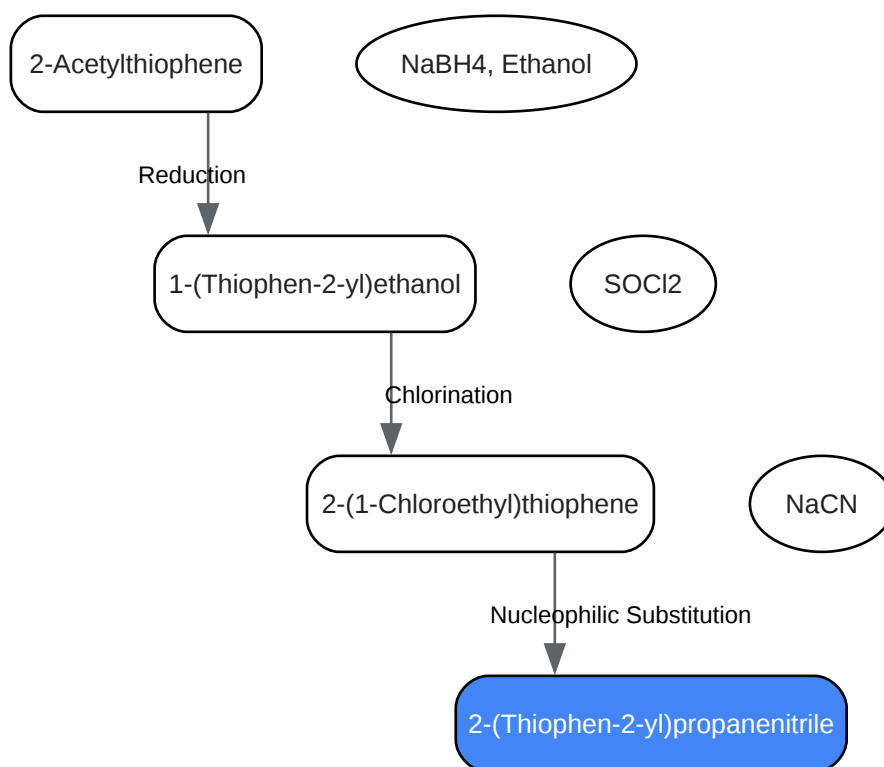 2-Acetylthiophene
NaBH4, Ethanol
Reduction
1-(Thiophen-2-yl)ethanol
SOCl2
Chlorination
2-(1-Chloroethyl)thiophene
NaCN
Nucleophilic Substitution
2-(Thiophen-2-yl)propanenitrile